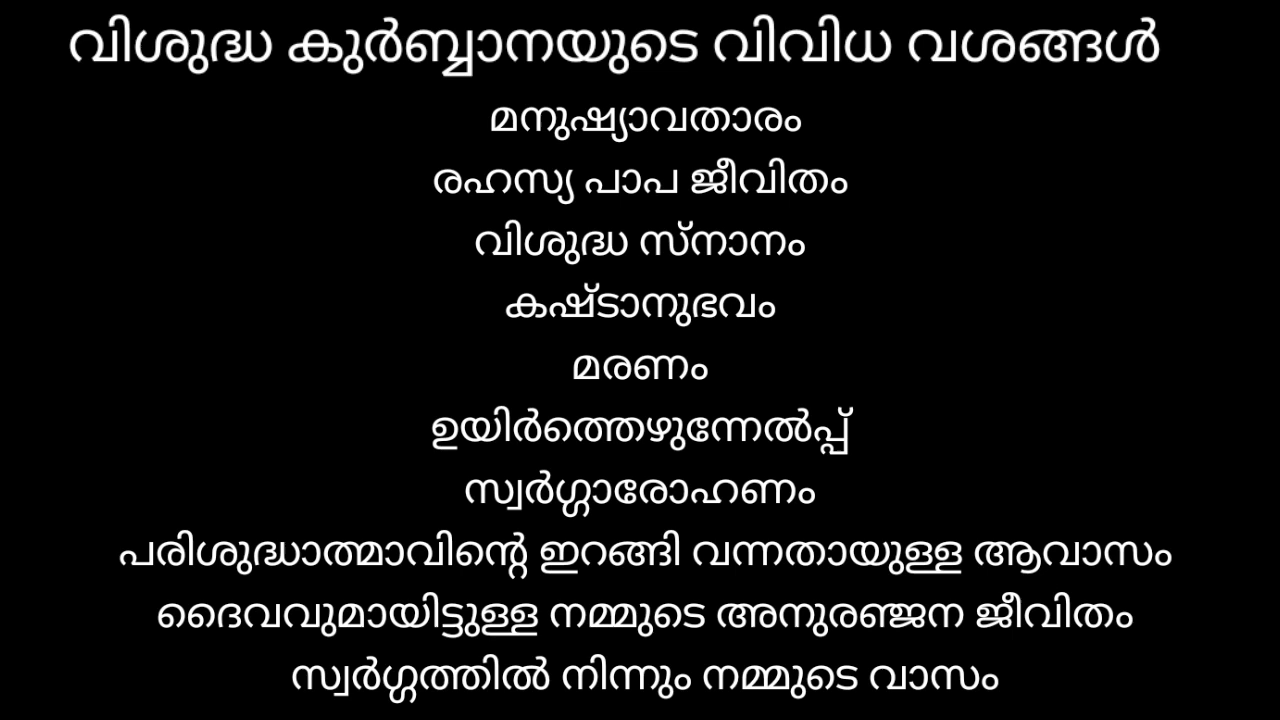 വിശുദ്ധ കുർബ്ബാനയുടെ വിവിധ വശങ്ങൾ
മനുഷ്യാവതാരം
രഹസ്യ പാപ ജീവിതം
വിശുദ്ധ സ്നാനം
കഷ്ടാനുഭവം
മരണം
ഉയിർത്തെഴുന്നേൽപ്പ്
സ്വർഗ്ഗാരോഹണം
പരിശുദ്ധാത്മാവിന്റെ ഇറങ്ങി വന്നതായുള്ള ആവാസം
ദൈവവുമായിട്ടുള്ള നമ്മുടെ അനുരഞ്ജന ജീവിതം
സ്വർഗ്ഗത്തിൽ നിന്നും നമ്മുടെ വാസം